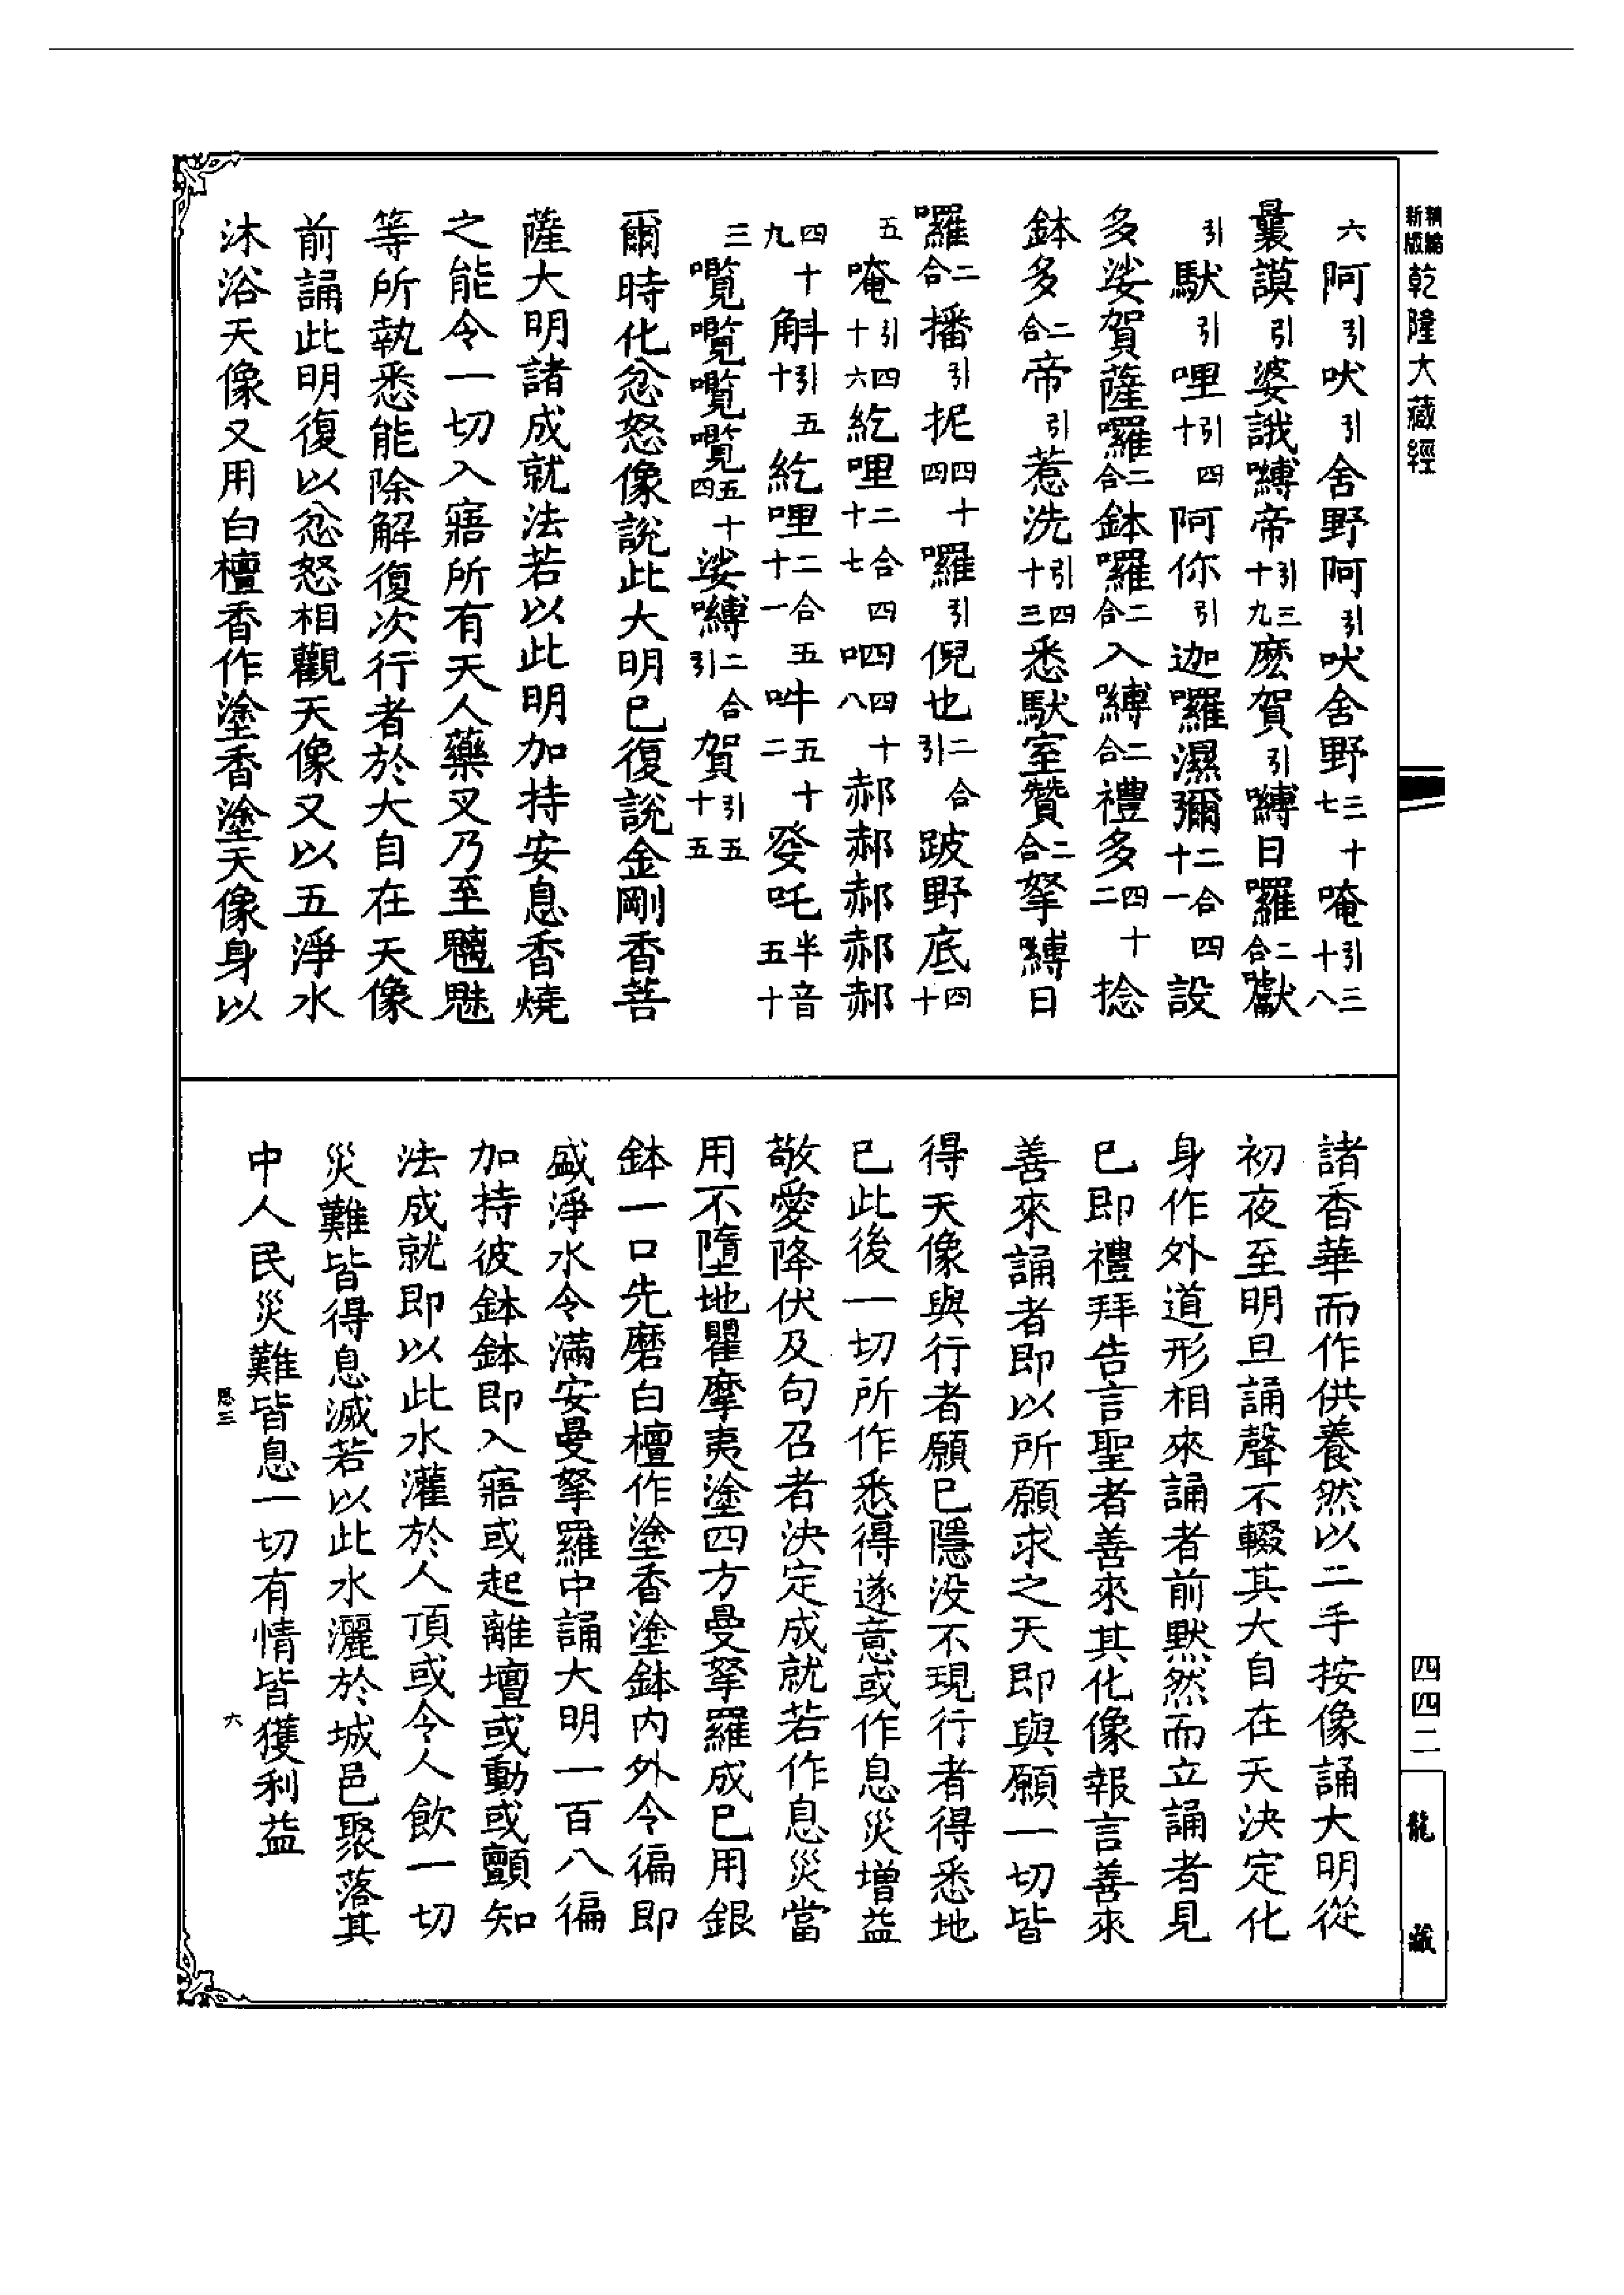 乾隆大藏經
六阿引吠引舍野阿引吠舍野三十七唵引三十八
曩謨引婆誐嚩帝引三十九麽賀引嚩日囉二合
引馱引哩引四十阿你引迦囉濕彌二合四十一設
多娑賀薩囉二合鉢囉二合入嚩二合禮多四十二捻
鉢多二合帝引惹洗引四十三悉馱室贊二合拏嚩日
囉二合播引抳四十四囉引倪也二合引跛野底四十
五唵引四十六紇哩二合四十七呬四十八郝郝郝郝郝
四十九斛引五十紇哩二合五十一吽五十二癹吒半音五十
三囕囕囕囕五十四娑嚩二合引賀引五十五
爾時化忿怒像說此大明已復說金剛香菩
薩大明諸成就法若以此明加持安息香燒
之能令一切入寤所有天人藥叉乃至魑魅
等所執悉能除解復次行者於大自在天像
前誦此明復以忿怒相觀天像又以五淨水
沐浴天像又用白檀香作塗香塗天像身以
諸香華而作供養然以二手按像誦大明從
初夜至明旦誦聲不輟其大自在天決定化
身作外道形相來誦者前默然而立誦者見
已即禮拜告言聖者善來其化像報言善來
善來誦者即以所願求之天即與願一切皆
得天像與行者願已隱沒不現行者得悉地
已此後一切所作悉得遂意或作息災增益
敬愛降伏及句召者決定成就若作息災當
用不墮地瞿摩夷塗四方曼拏羅成已用銀
鉢一口先磨白檀作塗香塗鉢内外令徧即
盛淨水令滿安曼拏羅中誦大明一百八徧
加持彼鉢鉢即入寤或起離壇或動或顫知
法成就即以此水灌於人頂或令人飲一切
災難皆得息滅若以此水灑於城邑聚落其
中人民災難皆息一切有情皆獲利益
恩三
六
四四二
龍藏